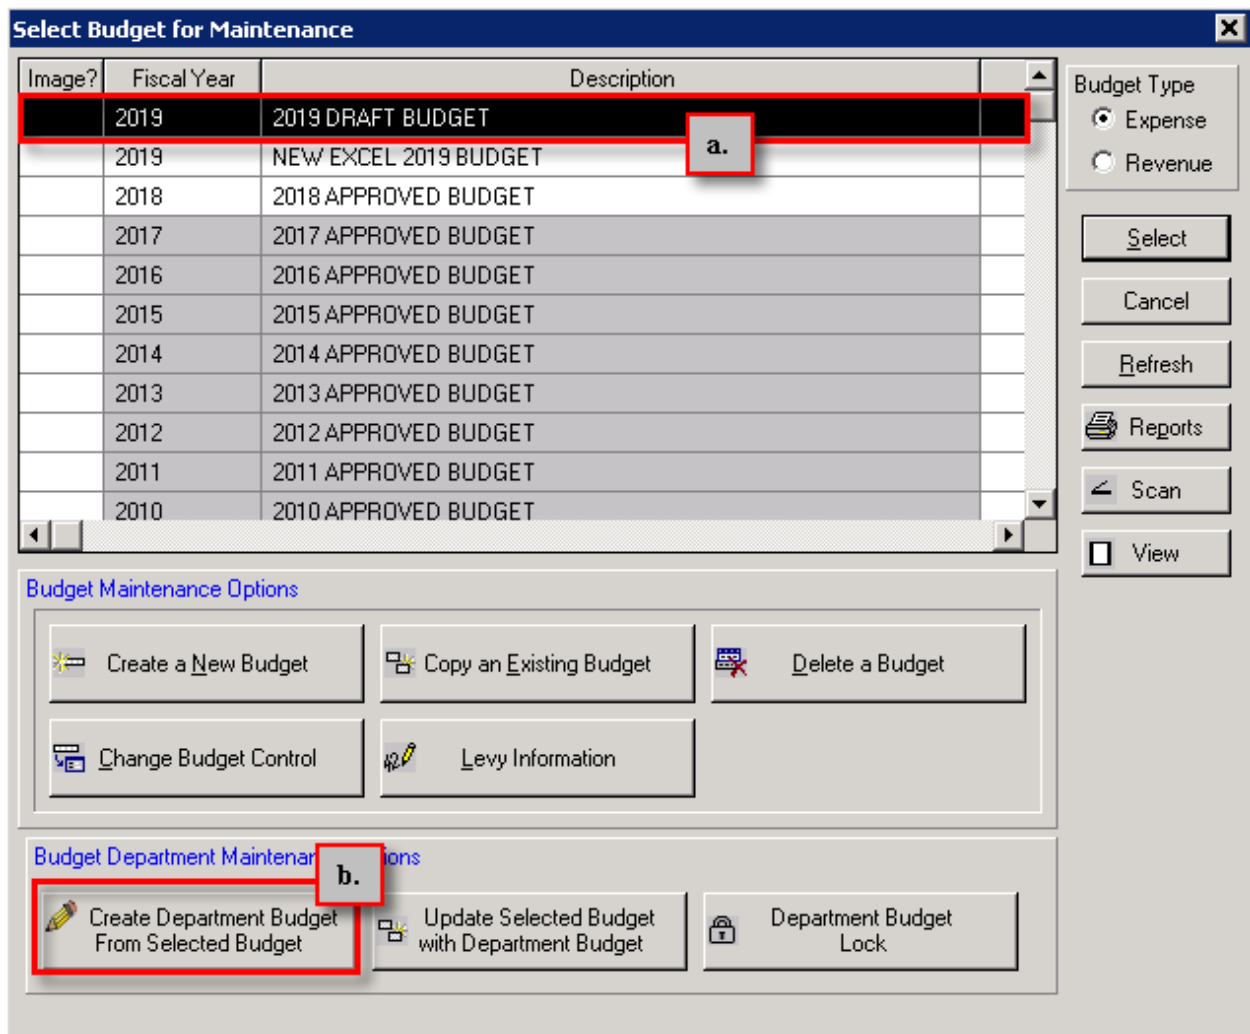 Select Budget for Maintenance
Image? Fiscal Year Description
2019 2019 DRAFT BUDGET
a.
2019 NEW EXCEL 2019 BUDGET
2018 2018 APPROVED BUDGET
2017 2017 APPROVED BUDGET
2016 2016 APPROVED BUDGET
2015 2015 APPROVED BUDGET
2014 2014 APPROVED BUDGET
2013 2013 APPROVED BUDGET
2012 2012 APPROVED BUDGET
2011 2011 APPROVED BUDGET
2010 2010 APPROVED BUDGET
Budget Type
Expense
Revenue
Select
Cancel
Refresh
Reports
Scan
View
Budget Maintenance Options
Create a New Budget
Copy an Existing Budget
Delete a Budget
Change Budget Control
Levy Information
Budget Department Maintenan ions
b.
Create Department Budget
From Selected Budget
Update Selected Budget
with Department Budget
Department Budget
Lock